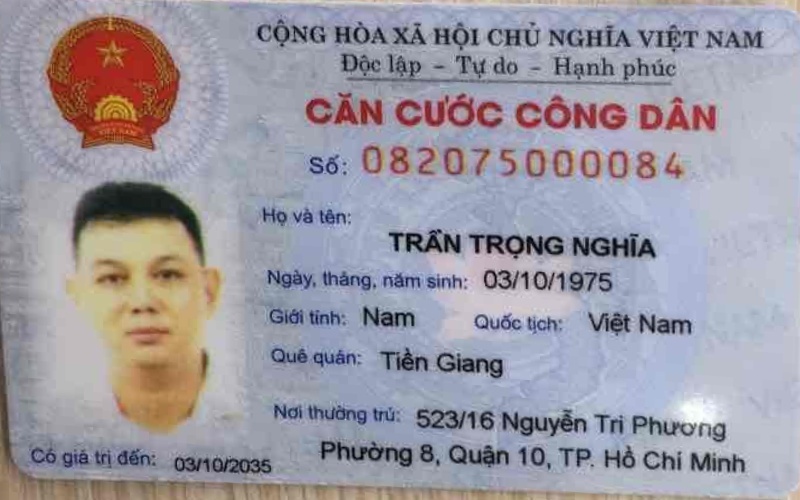 CỘNG HÒA XÃ HỘI CHỦ NGHĨA VIỆT NAM
Độc lập - Tự do - Hạnh phúc
CĂN CƯỚC CÔNG DÂN
Số: 082075000084
Họ và tên:
TRẦN TRỌNG NGHĨA
Ngày, tháng, năm sinh: 03/10/1975
Giới tính: Nam Quốc tịch: Việt Nam
Quê quán: Tiền Giang
Nơi thường trú: 523/16 Nguyễn Tri Phương
Phường 8, Quận 10, TP. Hồ Chí Minh
Có giá trị đến: 03/10/2035
VIỆT NAM